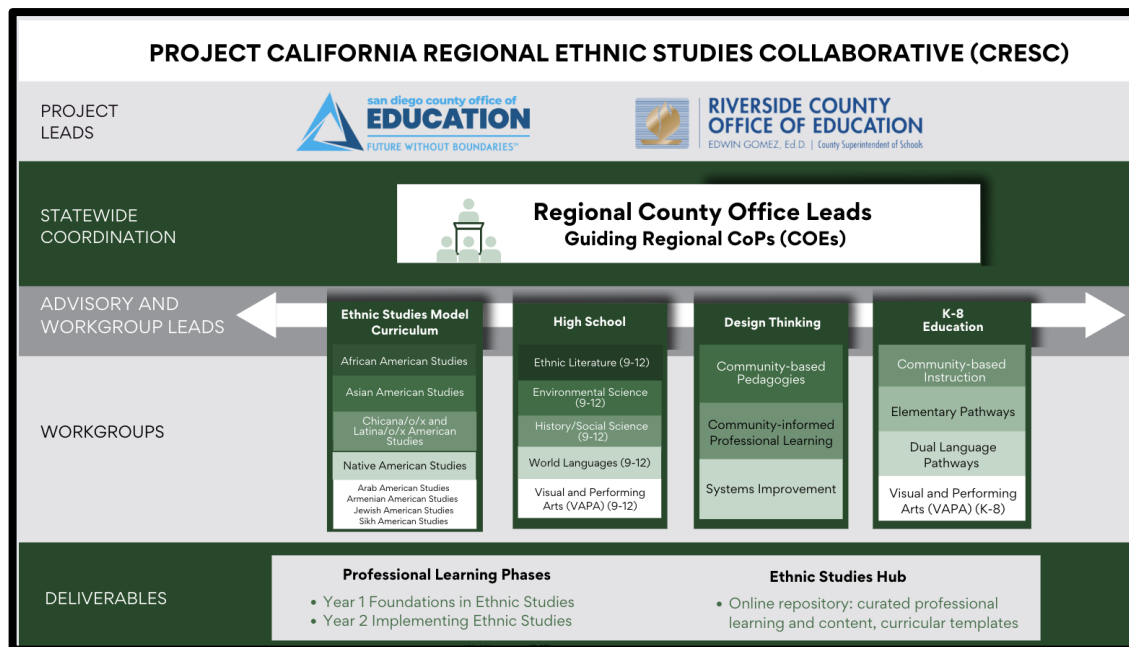 PROJECT CALIFORNIA REGIONAL ETHNIC STUDIES COLLABORATIVE (CRESC)
PROJECT
LEADS
san diego county office of
EDUCATION
FUTURE WITHOUT BOUNDARIES™
RIVERSIDE COUNTY
OFFICE OF EDUCATION
EDWIN GOMEZ, Ed.D. | County Superintendent of Schools
STATEWIDE
COORDINATION
Regional County Office Leads
Guiding Regional CoPs (COEs)
ADVISORY AND
WORKGROUP LEADS
Ethnic Studies Model
Curriculum
High School
Design Thinking
K-8
Education
WORKGROUPS
African American Studies
Asian American Studies
Chicana/o/x and
Latina/o/x American
Studies
Native American Studies
Arab American Studies
Armenian American Studies
Jewish American Studies
Sikh American Studies
Ethnic Literature (9-12)
Environmental Science
(9-12)
History/Social Science
(9-12)
World Languages (9-12)
Visual and Performing
Arts (VAPA) (9-12)
Community-based
Pedagogies
Community-informed
Professional Learning
Systems Improvement
Community-based
Instruction
Elementary Pathways
Dual Language
Pathways
Visual and Performing
Arts (VAPA) (K-8)
DELIVERABLES
Professional Learning Phases
• Year 1 Foundations in Ethnic Studies
• Year 2 Implementing Ethnic Studies
Ethnic Studies Hub
• Online repository: curated professional
learning and content, curricular templates